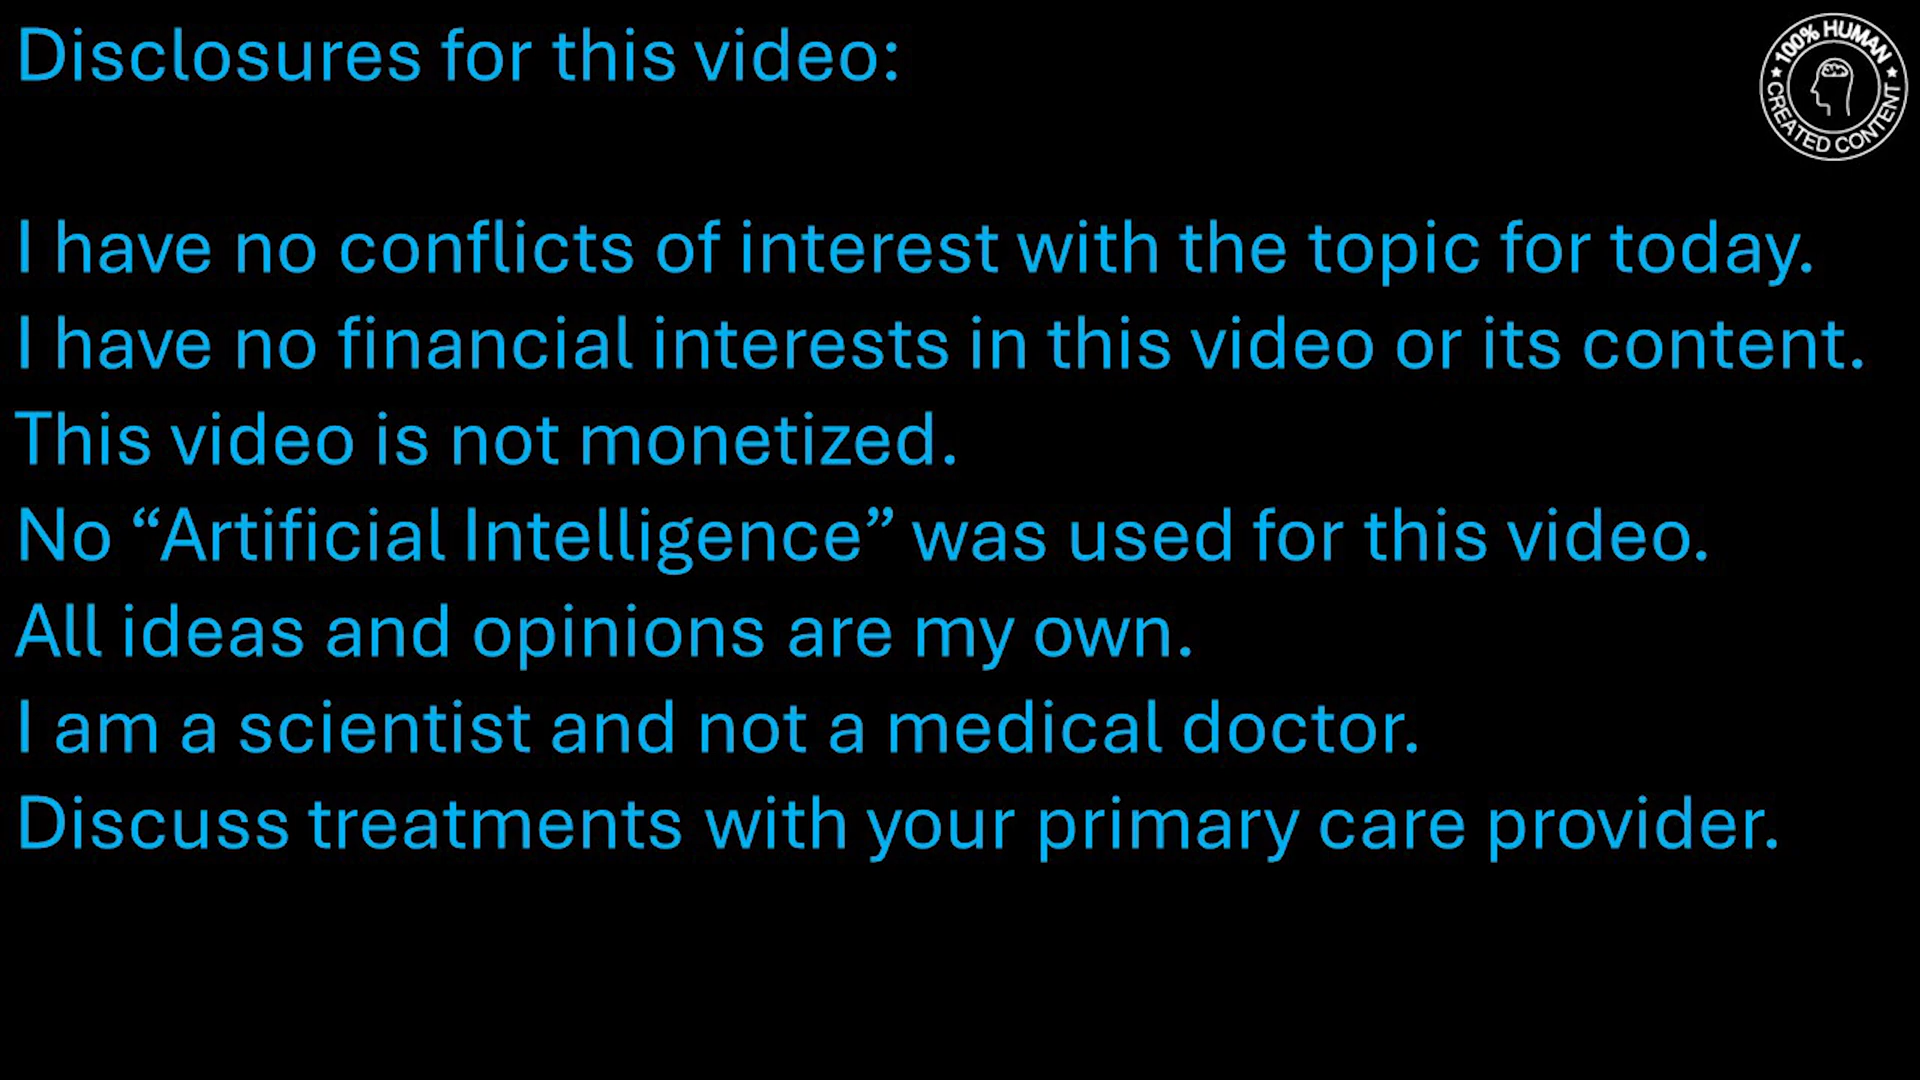 Disclosures for this video:
100% HUMAN
CREATED CONTENT
I have no conflicts of interest with the topic for today.
I have no financial interests in this video or its content.
This video is not monetized.
No “Artificial Intelligence” was used for this video.
All ideas and opinions are my own.
I am a scientist and not a medical doctor.
Discuss treatments with your primary care provider.